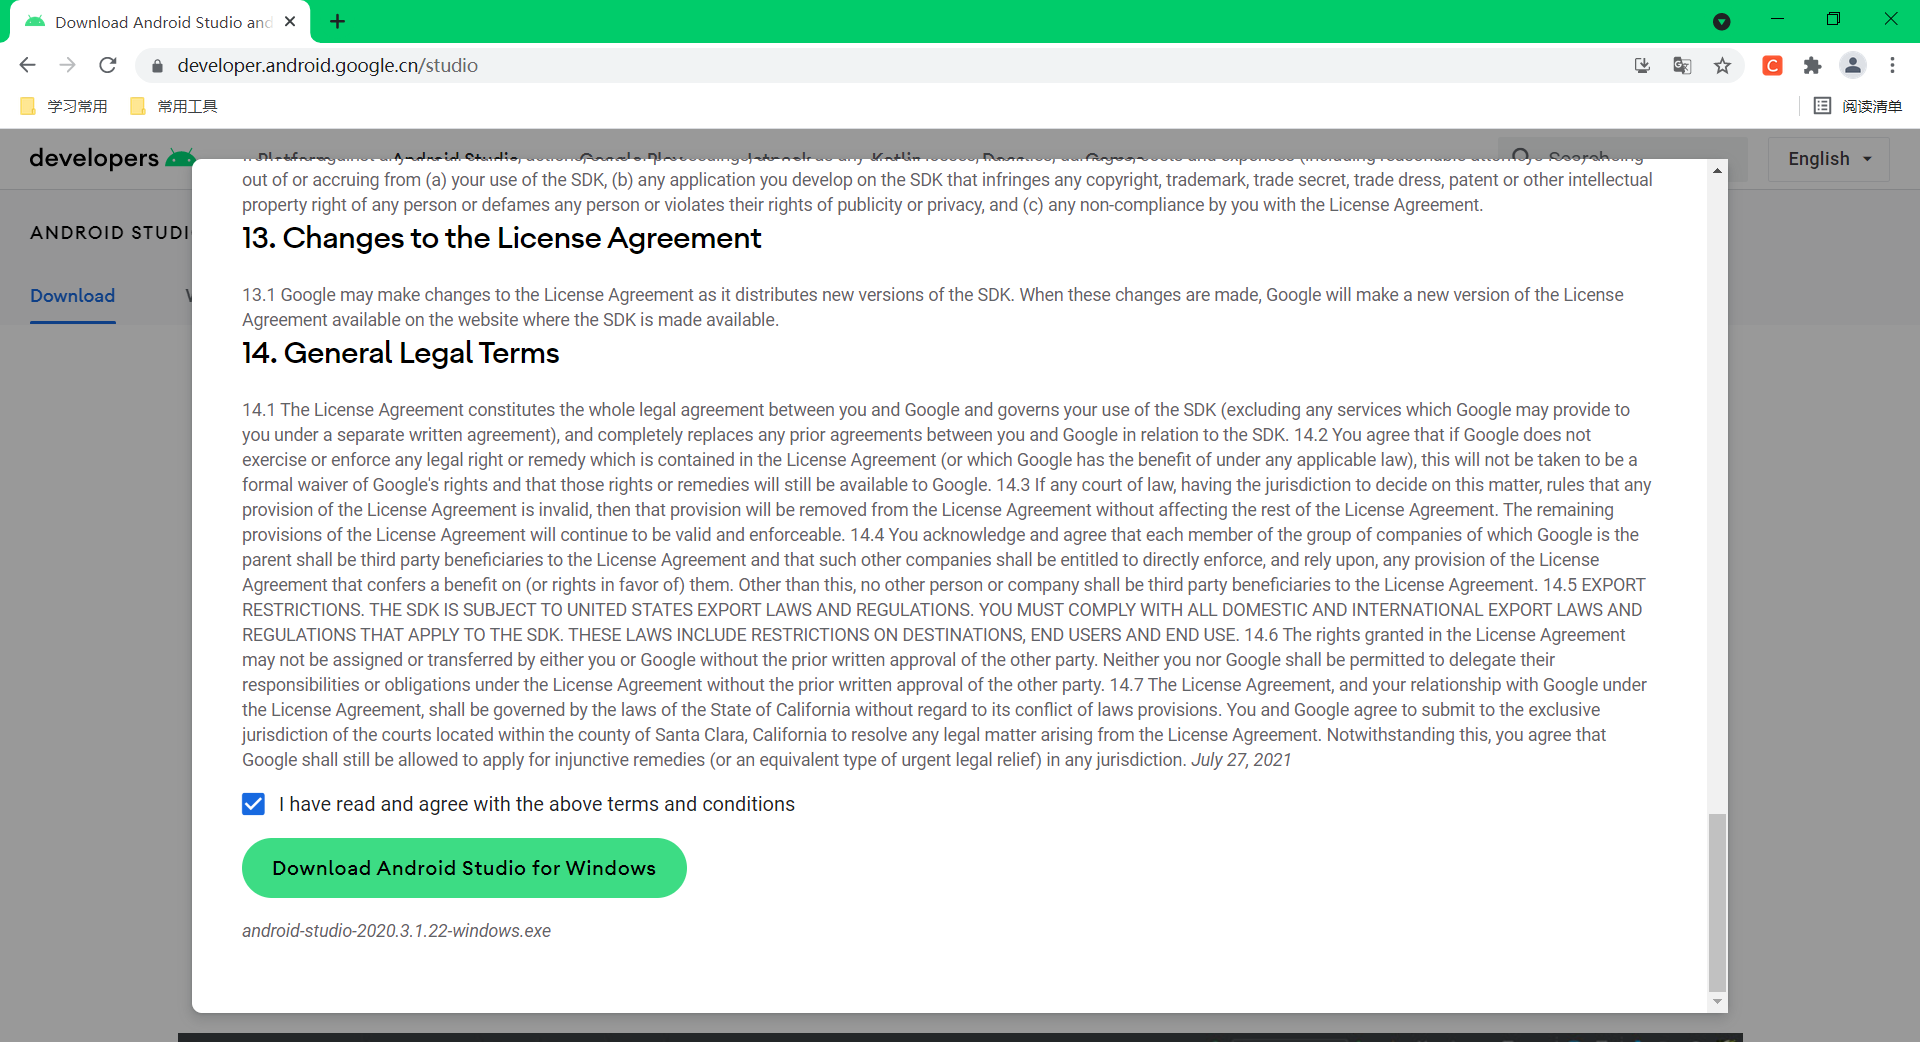 Download Android Studio and
developer.android.google.cn/studio
学习常用 常用工具 阅读清单
developers Platform Android Studio Google Play Jetpack Kotlin Docs Games Search English
out of or accruing from (a) your use of the SDK, (b) any application you develop on the SDK that infringes any copyright, trademark, trade secret, trade dress, patent or other intellectual
property right of any person or defames any person or violates their rights of publicity or privacy, and (c) any non-compliance by you with the License Agreement.
ANDROID STUDI
13. Changes to the License Agreement
Download
13.1 Google may make changes to the License Agreement as it distributes new versions of the SDK. When these changes are made, Google will make a new version of the License
Agreement available on the website where the SDK is made available.
14. General Legal Terms
14.1 The License Agreement constitutes the whole legal agreement between you and Google and governs your use of the SDK (excluding any services which Google may provide to
you under a separate written agreement), and completely replaces any prior agreements between you and Google in relation to the SDK. 14.2 You agree that if Google does not
exercise or enforce any legal right or remedy which is contained in the License Agreement (or which Google has the benefit of under any applicable law), this will not be taken to be a
formal waiver of Google's rights and that those rights or remedies will still be available to Google. 14.3 If any court of law, having the jurisdiction to decide on this matter, rules that any
provision of the License Agreement is invalid, then that provision will be removed from the License Agreement without affecting the rest of the License Agreement. The remaining
provisions of the License Agreement will continue to be valid and enforceable. 14.4 You acknowledge and agree that each member of the group of companies of which Google is the
parent shall be third party beneficiaries to the License Agreement and that such other companies shall be entitled to directly enforce, and rely upon, any provision of the License
Agreement that confers a benefit on (or rights in favor of) them. Other than this, no other person or company shall be third party beneficiaries to the License Agreement. 14.5 EXPORT
RESTRICTIONS. THE SDK IS SUBJECT TO UNITED STATES EXPORT LAWS AND REGULATIONS. YOU MUST COMPLY WITH ALL DOMESTIC AND INTERNATIONAL EXPORT LAWS AND
REGULATIONS THAT APPLY TO THE SDK. THESE LAWS INCLUDE RESTRICTIONS ON DESTINATIONS, END USERS AND END USE. 14.6 The rights granted in the License Agreement
may not be assigned or transferred by either you or Google without the prior written approval of the other party. Neither you nor Google shall be permitted to delegate their
responsibilities or obligations under the License Agreement without the prior written approval of the other party. 14.7 The License Agreement, and your relationship with Google under
the License Agreement, shall be governed by the laws of the State of California without regard to its conflict of laws provisions. You and Google agree to submit to the exclusive
jurisdiction of the courts located within the county of Santa Clara, California to resolve any legal matter arising from the License Agreement. Notwithstanding this, you agree that
Google shall still be allowed to apply for injunctive remedies (or an equivalent type of urgent legal relief) in any jurisdiction. July 27, 2021
I have read and agree with the above terms and conditions
Download Android Studio for Windows
android-studio-2020.3.1.22-windows.exe